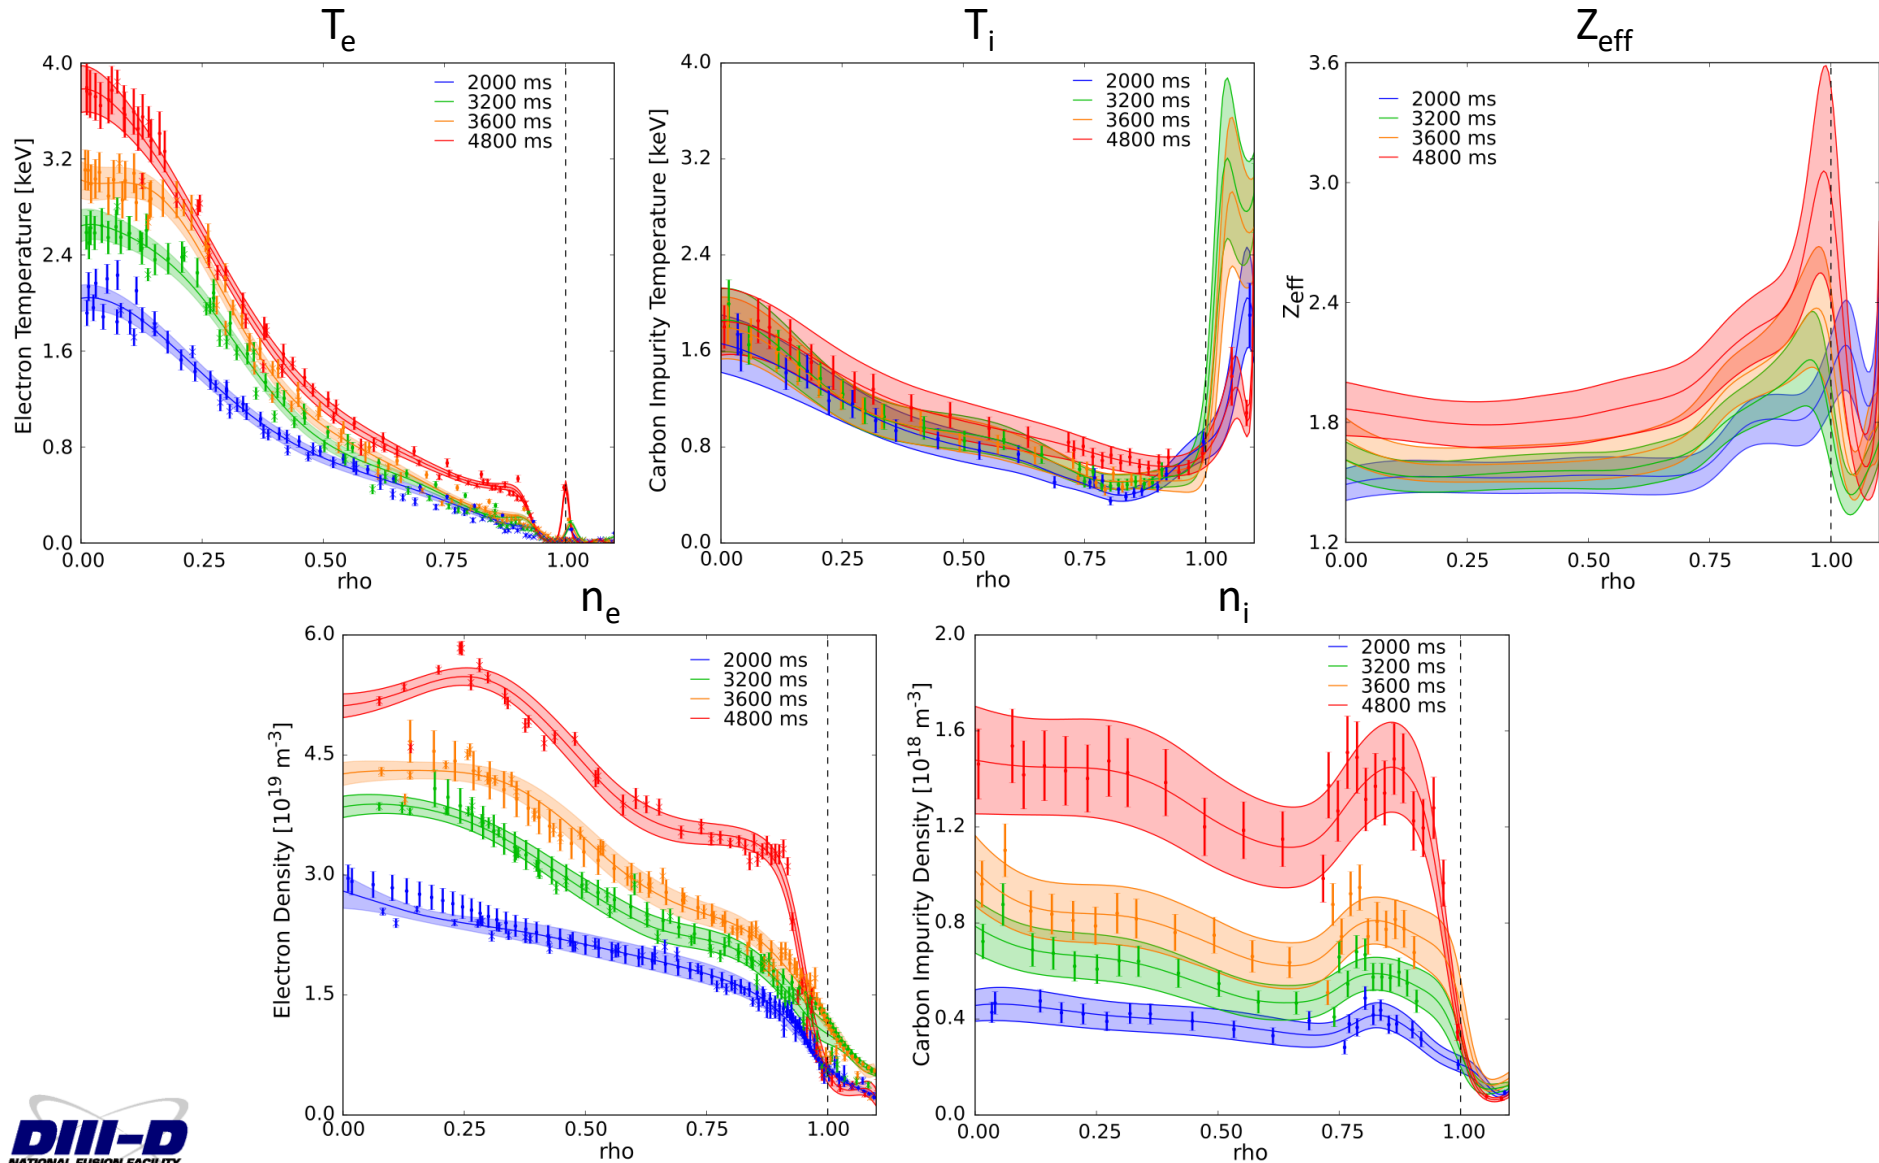 Te
Ti
Zeff
4.0
3.2
2.4
1.6
0.8
0.0
Electron Temperature [keV]
2000 ms
3200 ms
3600 ms
4800 ms
0.00 0.25 0.50 0.75 1.00
rho
4.0
3.2
2.4
1.6
0.8
0.0
Carbon Impurity Temperature [keV]
2000 ms
3200 ms
3600 ms
4800 ms
0.00 0.25 0.50 0.75 1.00
rho
3.6
3.0
2.4
1.8
1.2
Zeff
2000 ms
3200 ms
3600 ms
4800 ms
0.00 0.25 0.50 0.75 1.00
rho
ne
ni
6.0
4.5
3.0
1.5
0.0
Electron Density [10^19 m^-3]
2000 ms
3200 ms
3600 ms
4800 ms
0.00 0.25 0.50 0.75 1.00
rho
2.0
1.6
1.2
0.8
0.4
0.0
Carbon Impurity Density [10^18 m^-3]
2000 ms
3200 ms
3600 ms
4800 ms
0.00 0.25 0.50 0.75 1.00
rho
DIII-D
NATIONAL FUSION FACILITY